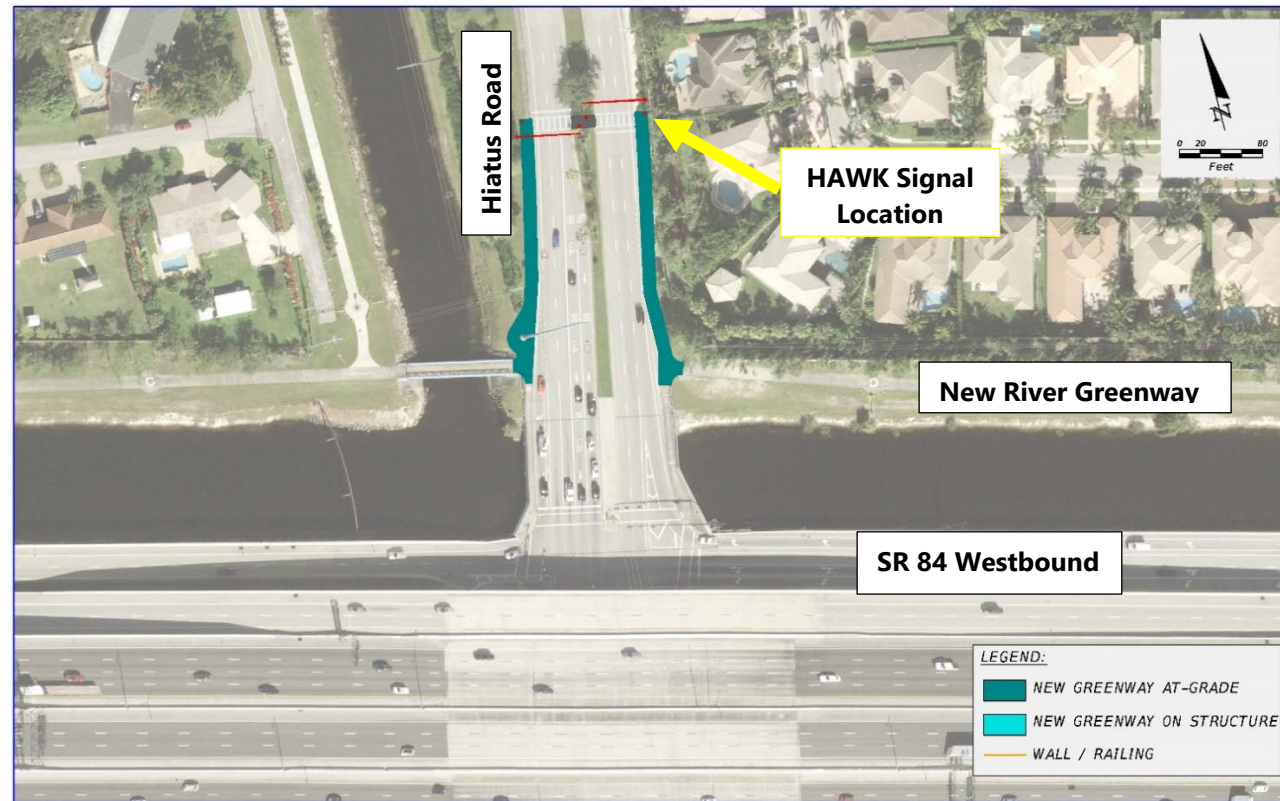 Hiatus Road
HAWK Signal
Location
0 20 80
Feet
New River Greenway
SR 84 Westbound
LEGEND:
NEW GREENWAY AT-GRADE
NEW GREENWAY ON STRUCTURE
WALL / RAILING